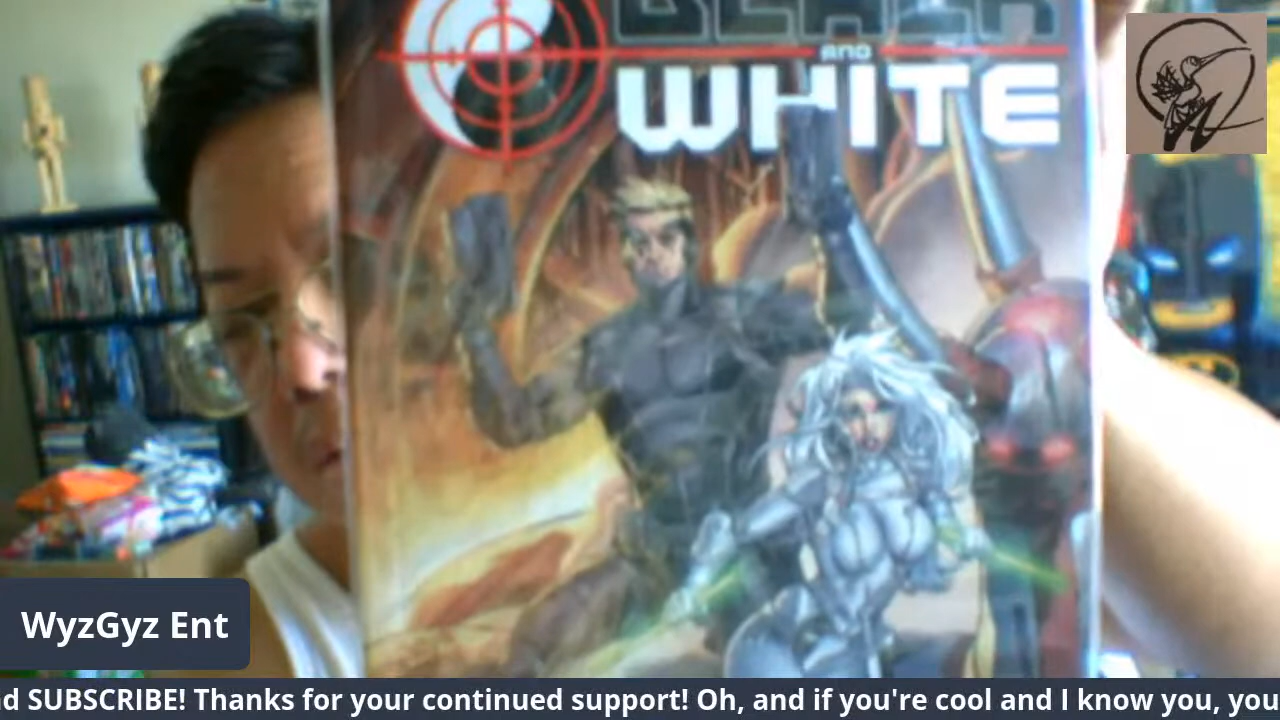 BLACK
AND
WHITE
WyzGyz Ent
d SUBSCRIBE! Thanks for your continued support! Oh, and if you're cool and I know you, you